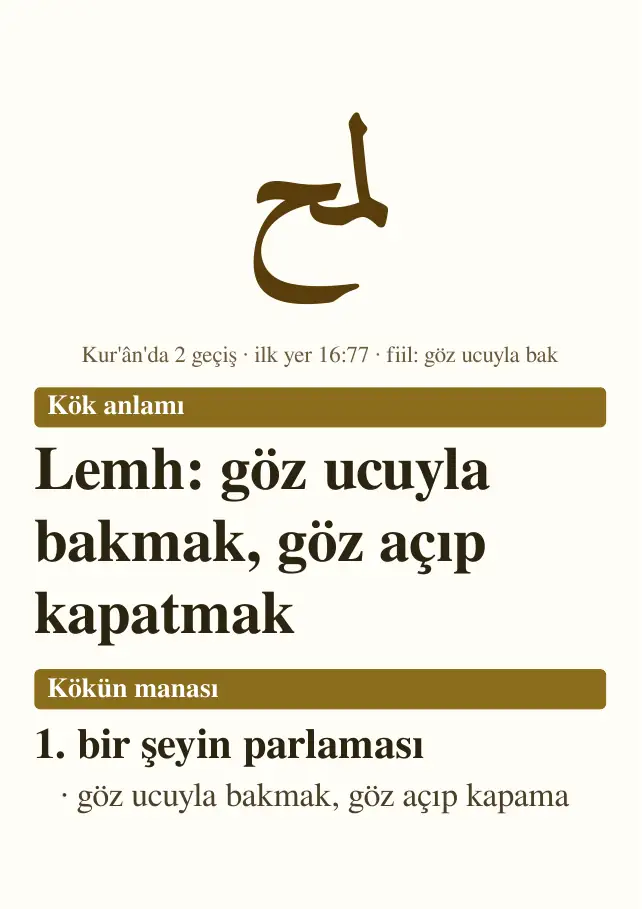 لمح
Kur'ân'da 2 geçiş · ilk yer 16:77 · fiil: göz ucuyla bak
Kök anlamı
Lemh: göz ucuyla
bakmak, göz açıp
kapatmak
Kökün manası
1. bir şeyin parlaması
· göz ucuyla bakmak, göz açıp kapama